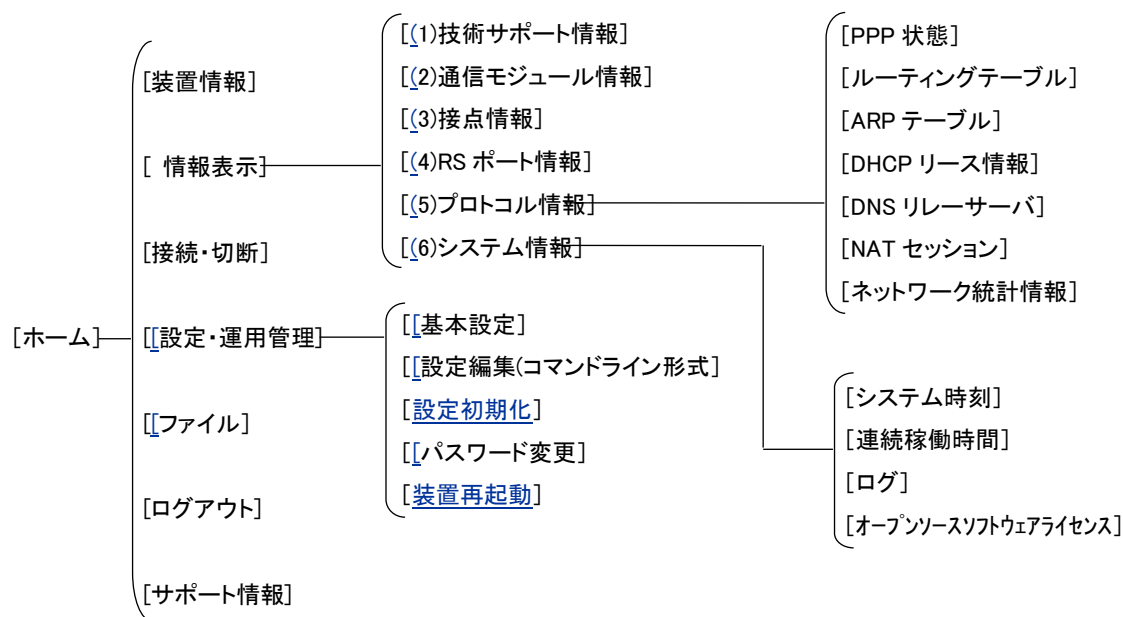 [ホーム]
[装置情報]
[ 情報表示]
[接続・切断]
[[設定・運用管理]
[[ファイル]
[ログアウト]
[サポート情報]
[(1)技術サポート情報]
[(2)通信モジュール情報]
[(3)接点情報]
[(4)RS ポート情報]
[(5)プロトコル情報]
[(6)システム情報]
[[基本設定]
[[設定編集(コマンドライン形式]
[設定初期化]
[[パスワード変更]
[装置再起動]
[PPP 状態]
[ルーティングテーブル]
[ARP テーブル]
[DHCP リース情報]
[DNS リレーサーバ]
[NAT セッション]
[ネットワーク統計情報]
[システム時刻]
[連続稼働時間]
[ログ]
[オープンソースソフトウェアライセンス]